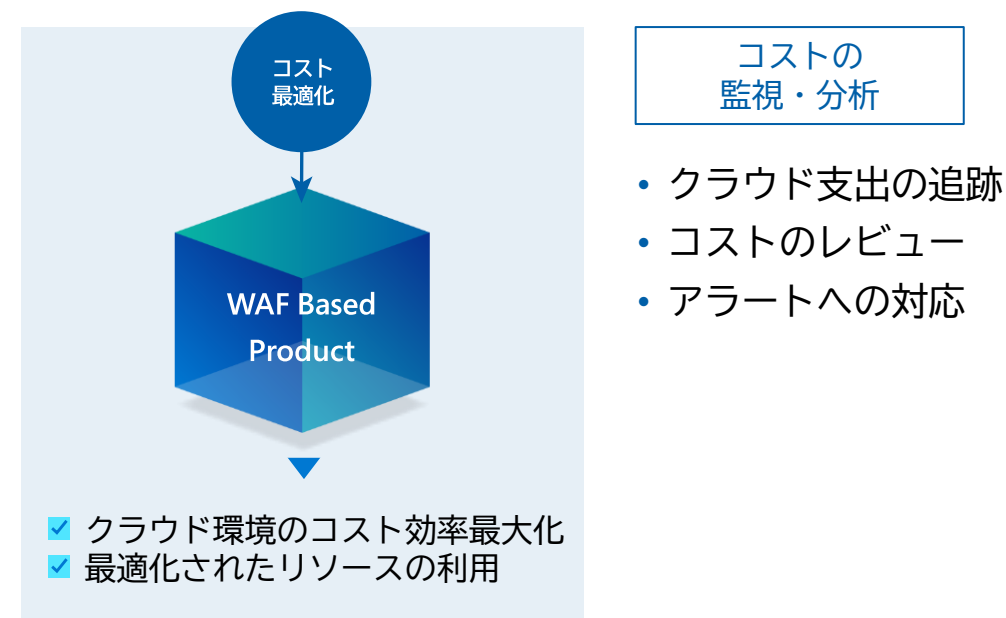 コスト
最適化
WAF Based
Product
クラウド環境のコスト効率最大化
最適化されたリソースの利用
コストの
監視・分析
• クラウド支出の追跡
• コストのレビュー
• アラートへの対応